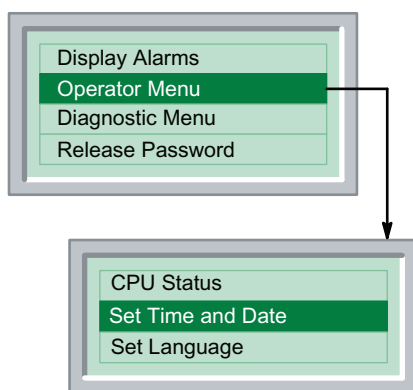 Display Alarms
Operator Menu
Diagnostic Menu
Release Password
CPU Status
Set Time and Date
Set Language